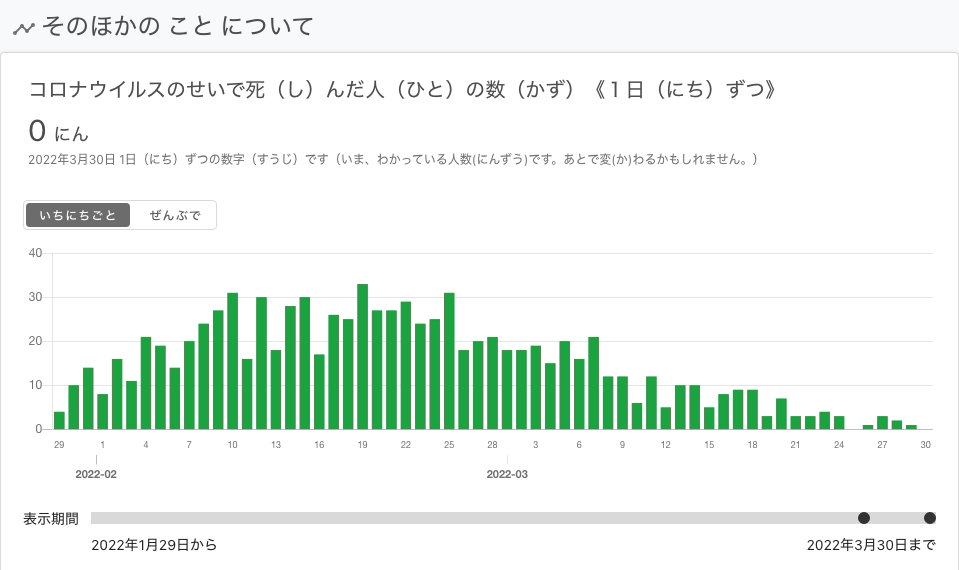 そのほかの こと について
コロナウイルスのせいで死（し）んだ人（ひと）の数（かず）《１日（にち）ずつ》
0 にん
2022年3月30日 1日（にち）ずつの数字（すうじ）です（いま、わかっている人数(にんずう)です。あとで変(か)わるかもしれません。）
いちにちごと ぜんぶで
40
30
20
10
0
29 1 4 7 10 13 16 19 22 25 28 3 6 9 12 15 18 21 24 27 30
2022-02 2022-03
表示期間
2022年1月29日から 2022年3月30日まで